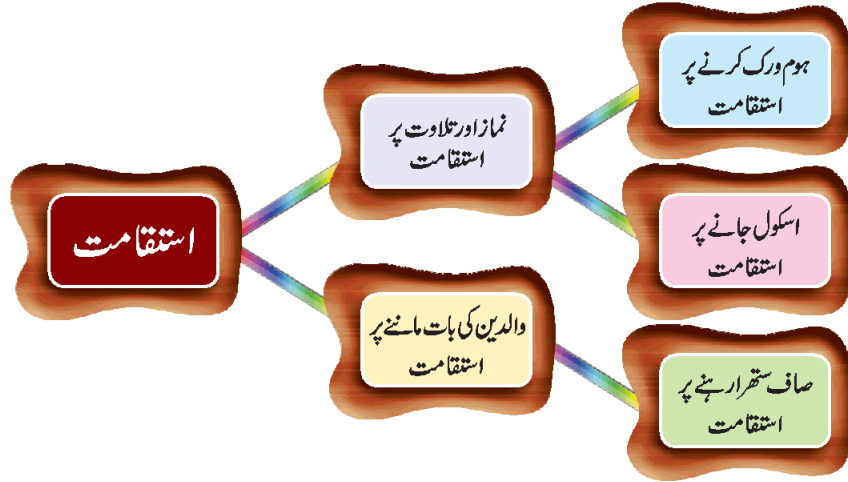 استقامت
نماز اور تلاوت پر
استقامت
والدین کی بات ماننے پر
استقامت
ہوم ورک کرنے پر
استقامت
اسکول جانے پر
استقامت
صاف ستھرا رہنے پر
استقامت